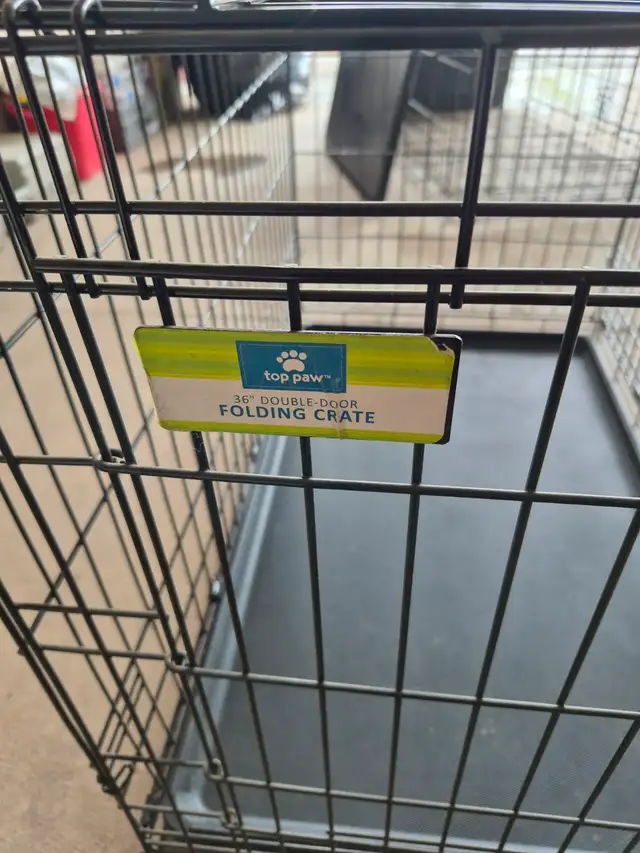 top paw™
36" DOUBLE-DOOR
FOLDING CRATE